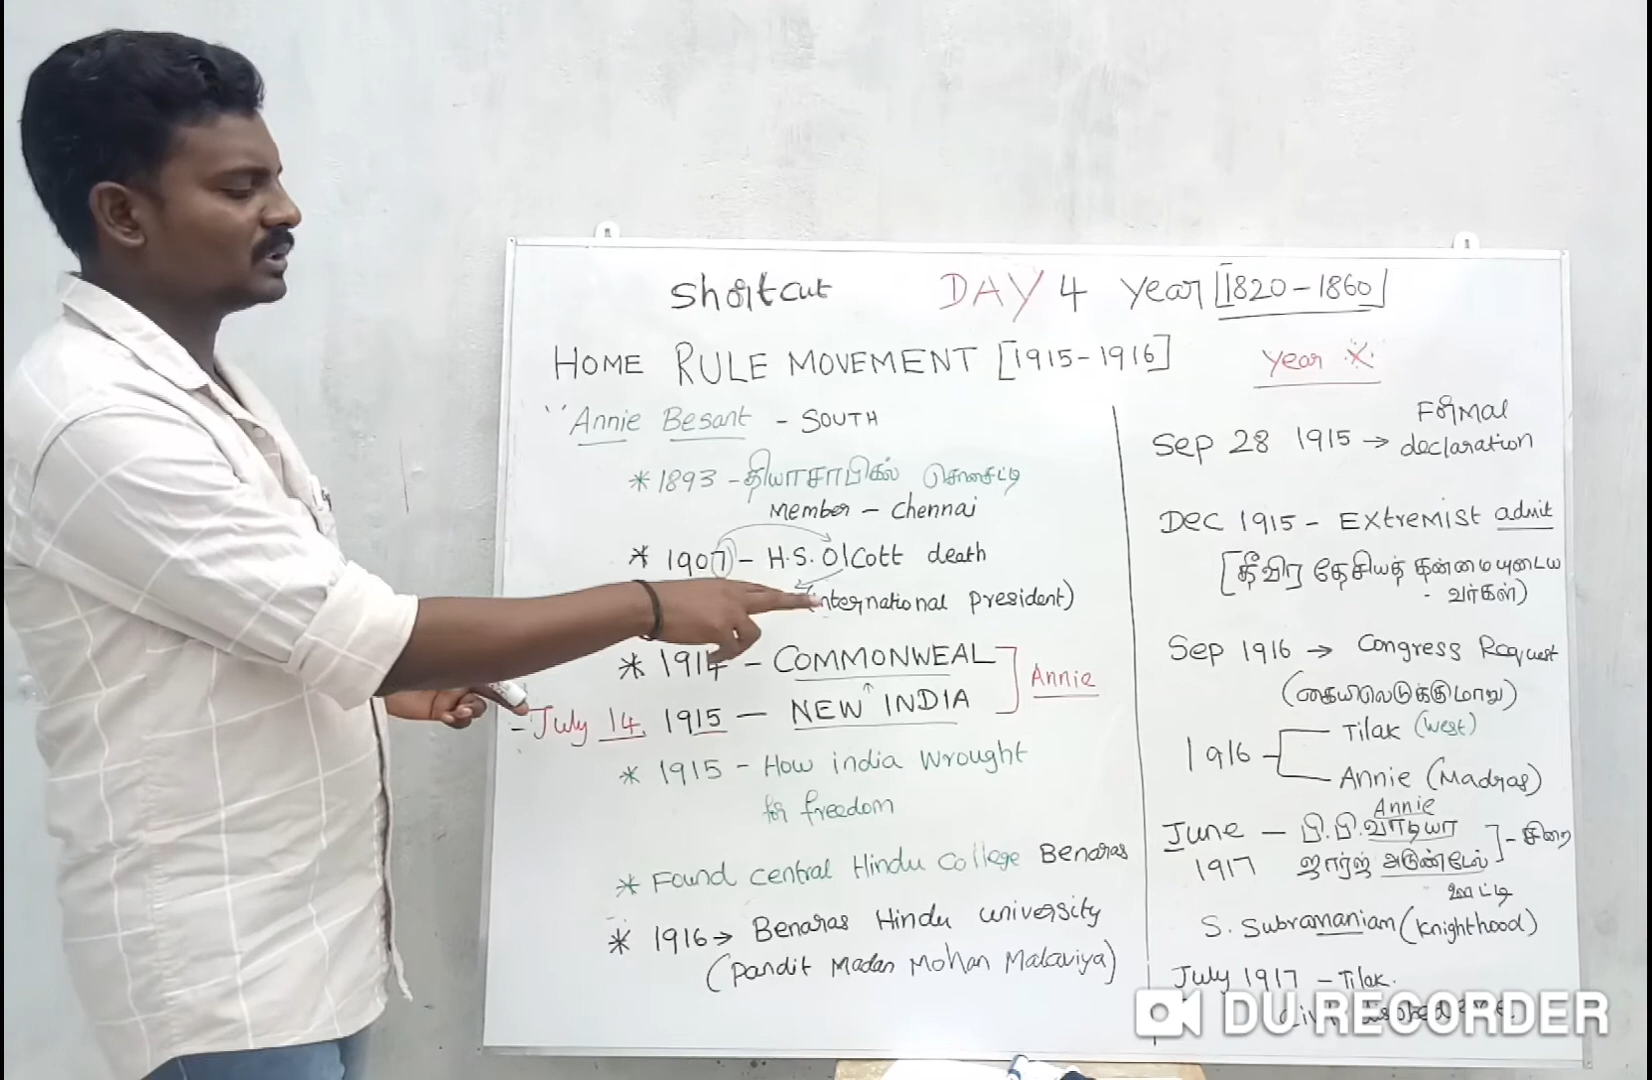 Shortcut DAY 4 Year [1820-1860]
HOME RULE MOVEMENT [1915-1916]
Year X
"Annie Besant - SOUTH
* 1893 - தியாசாபிகல் சொசைட்டி
Member - Chennai
* 1907 - H.S. Olcott death
(international president)
* 1914 - COMMONWEAL
- July 14 1915 - NEW INDIA
Annie
* 1915 - How india wrought
for freedom
* Found central Hindu college Benaras
* 1916 → Benaras Hindu university
(Pandit Madan Mohan Malaviya)
Sep 28 1915 → Formal
declaration
Dec 1915 - Extremist admit
[தீவிர தேசியத் தன்மையுடைய
வர்கள்)
Sep 1916 → Congress Request
(கையிலெடுக்குமாறு)
1916 Tilak (west)
Annie (Madras)
Annie
June - பி.பி.வாடியா
1917 ஜார்ஜ் அருண்டேல் - சிறை
ஊட்டி
S. Subramaniam (Knighthood)
July 1917 - Tilak.
DU RECORDER